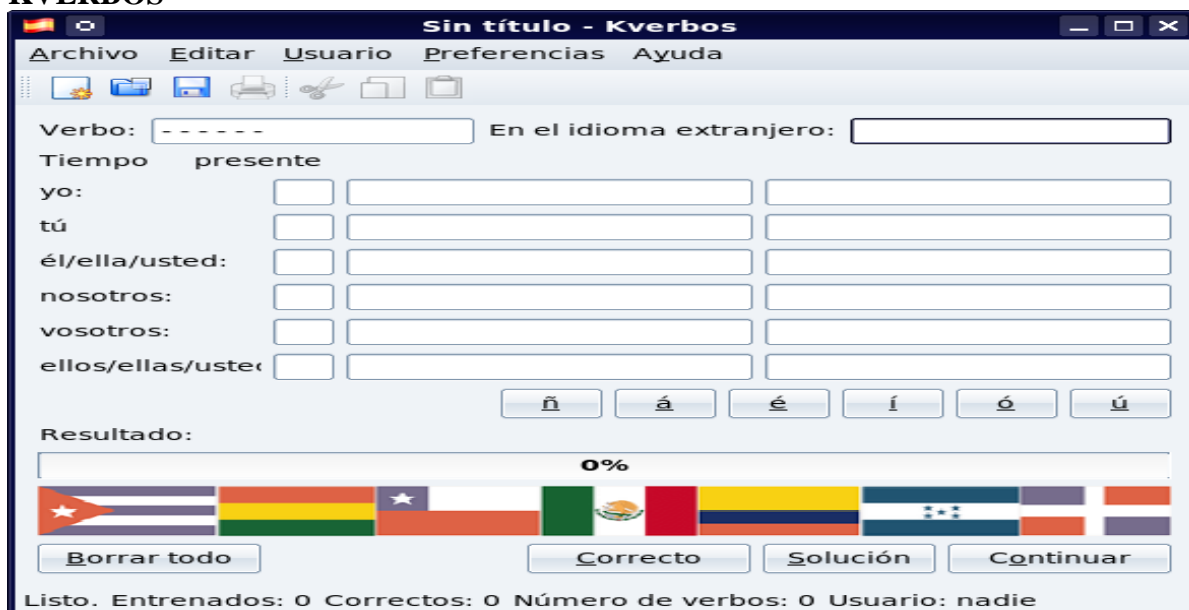 KVERBOS
Sin título - Kverbos
Archivo Editar Usuario Preferencias Ayuda
Verbo: - - - - - - En el idioma extranjero:
Tiempo presente
yo:
tú
él/ella/usted:
nosotros:
vosotros:
ellos/ellas/usted
ñ á é í ó ú
Resultado:
0%
Borrar todo Correcto Solución Continuar
Listo. Entrenados: 0 Correctos: 0 Número de verbos: 0 Usuario: nadie